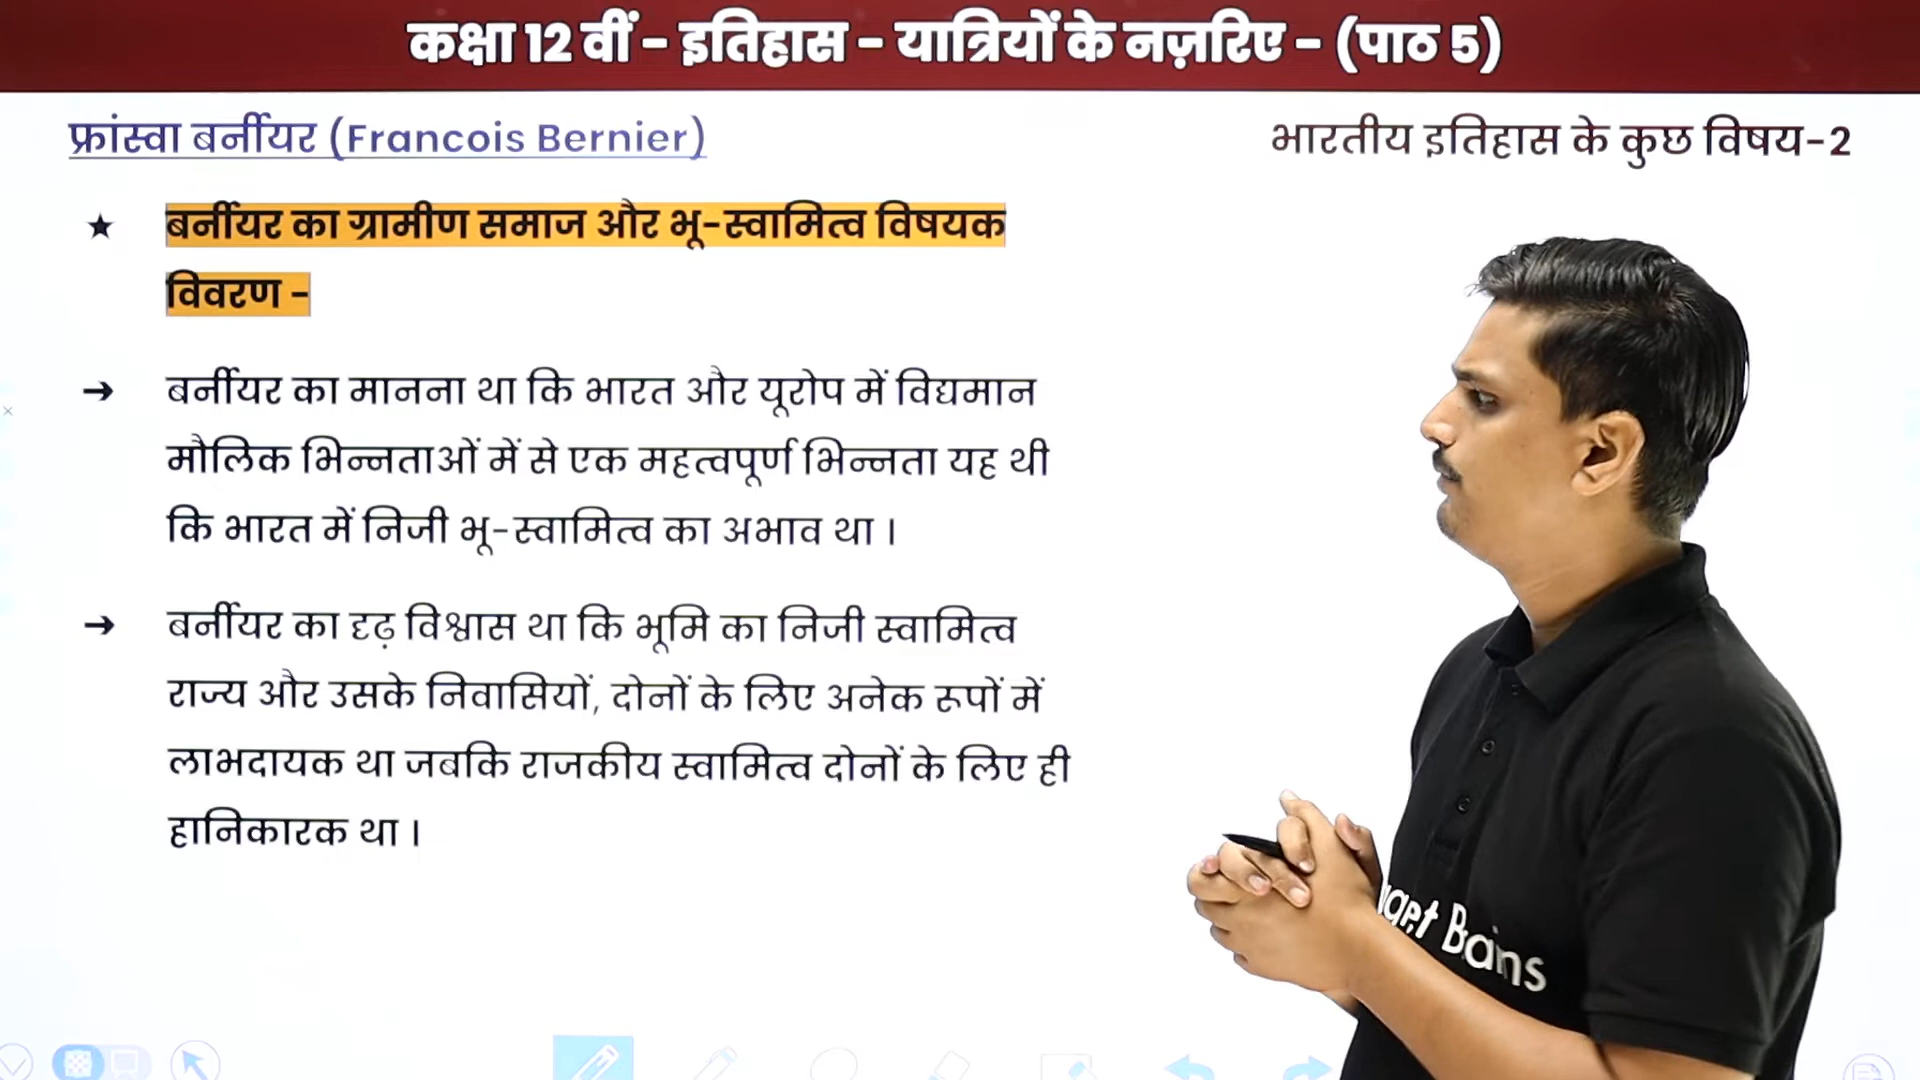 कक्षा 12 वीं - इतिहास - यात्रियों के नज़रिए - (पाठ 5)
फ्रांस्वा बर्नीयर (Francois Bernier)
भारतीय इतिहास के कुछ विषय-2
★ बर्नीयर का ग्रामीण समाज और भू-स्वामित्व विषयक
विवरण -
➔ बर्नीयर का मानना था कि भारत और यूरोप में विद्यमान
मौलिक भिन्नताओं में से एक महत्वपूर्ण भिन्नता यह थी
कि भारत में निजी भू-स्वामित्व का अभाव था ।
➔ बर्नीयर का दृढ़ विश्वास था कि भूमि का निजी स्वामित्व
राज्य और उसके निवासियों, दोनों के लिए अनेक रूपों में
लाभदायक था जबकि राजकीय स्वामित्व दोनों के लिए ही
हानिकारक था ।